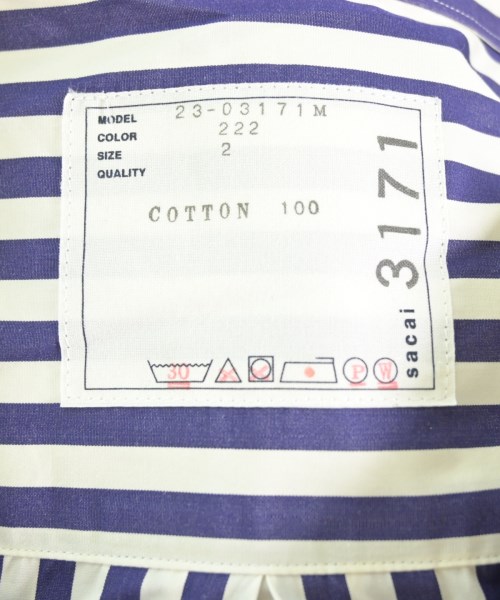 MODEL 23-03171M
COLOR 222
SIZE 2
QUALITY
COTTON 100
sacai 3171
30 P W